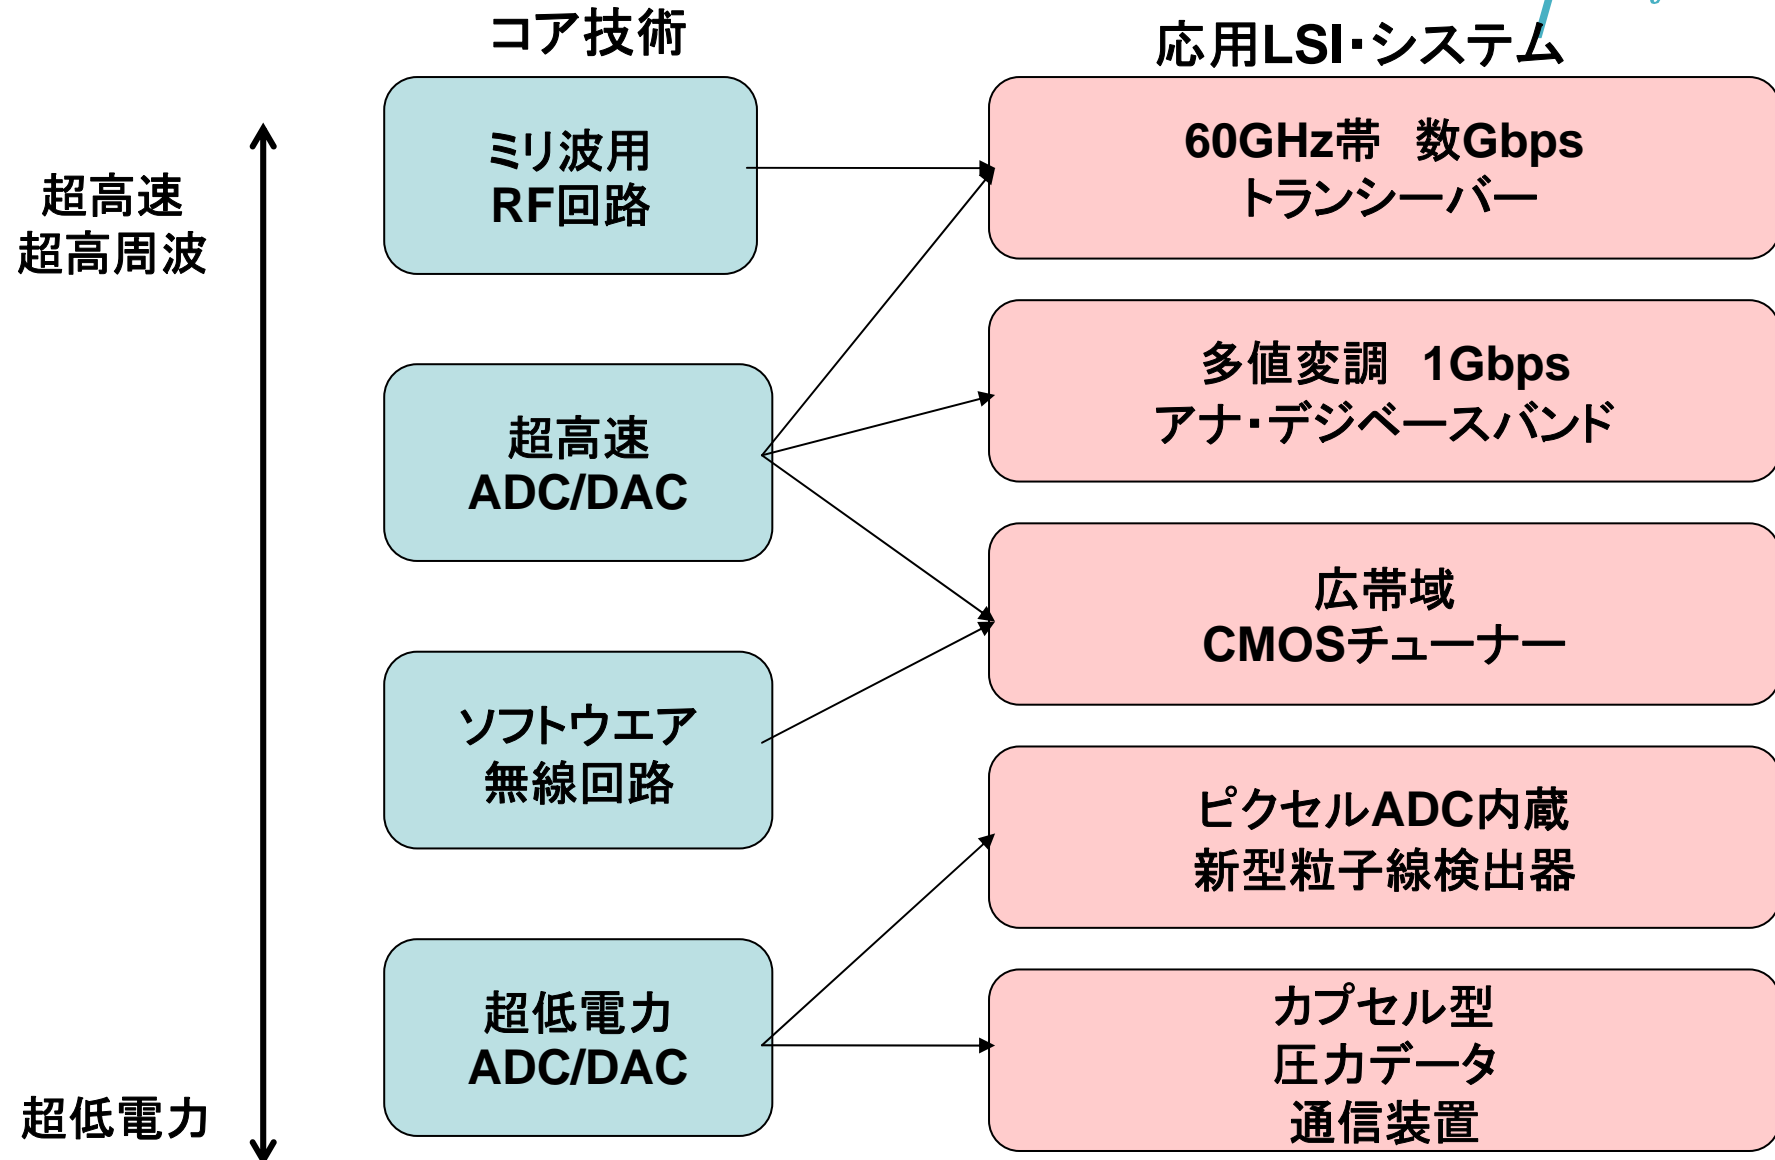 コア技術
応用LSI・システム
超高速
超高周波
超低電力
ミリ波用
RF回路
超高速
ADC/DAC
ソフトウエア
無線回路
超低電力
ADC/DAC
60GHz帯　数Gbps
トランシーバー
多値変調　1Gbps
アナ・デジベースバンド
広帯域
CMOSチューナー
ピクセルADC内蔵
新型粒子線検出器
カプセル型
圧力データ
通信装置